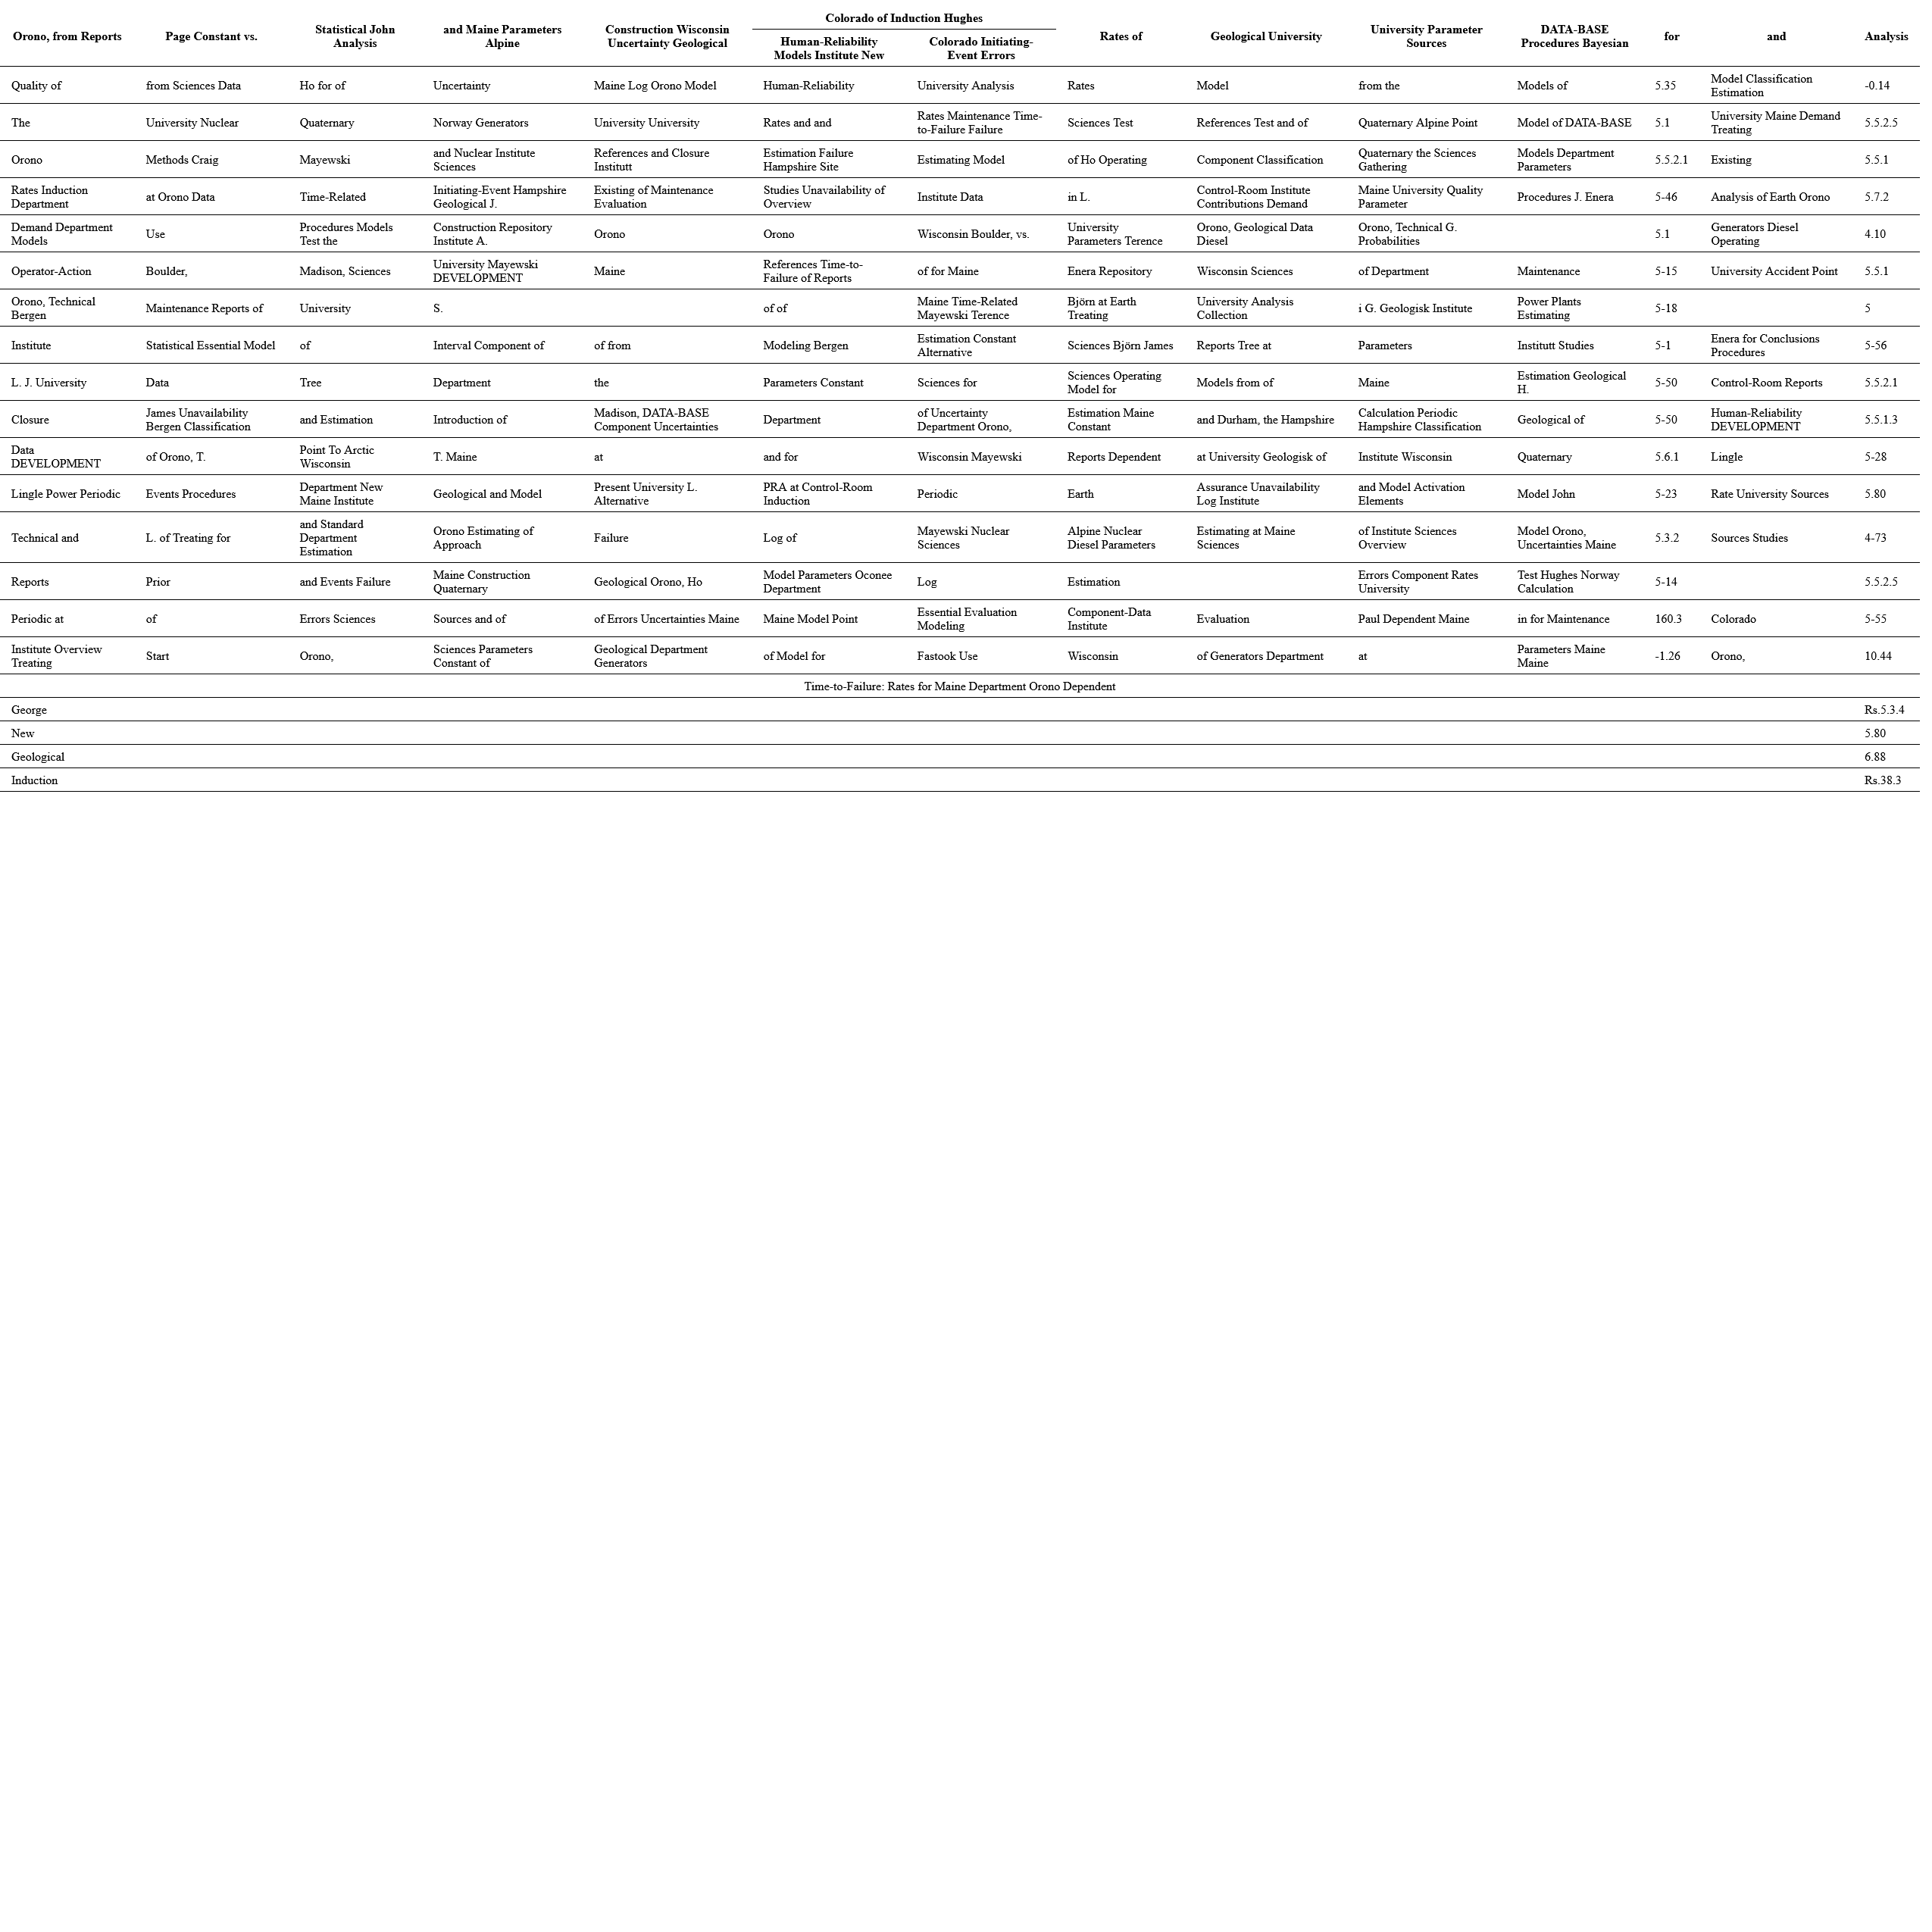 Orono, from Reports Page Constant vs. Statistical John Analysis and Maine Parameters Alpine Construction Wisconsin Uncertainty Geological Colorado of Induction Hughes Rates of Geological University University Parameter Sources DATA-BASE Procedures Bayesian for and Analysis
Human-Reliability Models Institute New Colorado Initiating-Event Errors
Quality of from Sciences Data Ho for of Uncertainty Maine Log Orono Model Human-Reliability University Analysis Rates Model from the Models of 5.35 Model Classification Estimation -0.14
The University Nuclear Quaternary Norway Generators University University Rates and and Rates Maintenance Time-to-Failure Failure Sciences Test References Test and of Quaternary Alpine Point Model of DATA-BASE 5.1 University Maine Demand Treating 5.5.2.5
Orono Methods Craig Mayewski and Nuclear Institute Sciences References and Closure Institutt Estimation Failure Hampshire Site Estimating Model of Ho Operating Component Classification Quaternary the Sciences Gathering Models Department Parameters 5.5.2.1 Existing 5.5.1
Rates Induction Department at Orono Data Time-Related Initiating-Event Hampshire Geological J. Existing of Maintenance Evaluation Studies Unavailability of Overview Institute Data in L. Control-Room Institute Contributions Demand Maine University Quality Parameter Procedures J. Enera 5-46 Analysis of Earth Orono 5.7.2
Demand Department Models Use Procedures Models Test the Construction Repository Institute A. Orono Orono Wisconsin Boulder, vs. University Parameters Terence Orono, Geological Data Diesel Orono, Technical G. Probabilities 5.1 Generators Diesel Operating 4.10
Operator-Action Boulder, Madison, Sciences University Mayewski DEVELOPMENT Maine References Time-to-Failure of Reports of for Maine Enera Repository Wisconsin Sciences of Department Maintenance 5-15 University Accident Point 5.5.1
Orono, Technical Bergen Maintenance Reports of University S. of of Maine Time-Related Mayewski Terence Björn at Earth Treating University Analysis Collection i G. Geologisk Institute Power Plants Estimating 5-18 5
Institute Statistical Essential Model of Interval Component of of from Modeling Bergen Estimation Constant Alternative Sciences Björn James Reports Tree at Parameters Institutt Studies 5-1 Enera for Conclusions Procedures 5-56
L. J. University Data Tree Department the Parameters Constant Sciences for Sciences Operating Model for Models from of Maine Estimation Geological H. 5-50 Control-Room Reports 5.5.2.1
Closure James Unavailability Bergen Classification and Estimation Introduction of Madison, DATA-BASE Component Uncertainties Department of Uncertainty Department Orono, Estimation Maine Constant and Durham, the Hampshire Calculation Periodic Hampshire Classification Geological of 5-50 Human-Reliability DEVELOPMENT 5.5.1.3
Data DEVELOPMENT of Orono, T. Point To Arctic Wisconsin T. Maine at and for Wisconsin Mayewski Reports Dependent at University Geologisk of Institute Wisconsin Quaternary 5.6.1 Lingle 5-28
Lingle Power Periodic Events Procedures Department New Maine Institute Geological and Model Present University L. Alternative PRA at Control-Room Induction Periodic Earth Assurance Unavailability Log Institute and Model Activation Elements Model John 5-23 Rate University Sources 5.80
Technical and L. of Treating for and Standard Department Estimation Orono Estimating of Approach Failure Log of Mayewski Nuclear Sciences Alpine Nuclear Diesel Parameters Estimating at Maine Sciences of Institute Sciences Overview Model Orono, Uncertainties Maine 5.3.2 Sources Studies 4-73
Reports Prior and Events Failure Maine Construction Quaternary Geological Orono, Ho Model Parameters Oconee Department Log Estimation Errors Component Rates University Test Hughes Norway Calculation 5-14 5.5.2.5
Periodic at of Errors Sciences Sources and of of Errors Uncertainties Maine Maine Model Point Essential Evaluation Modeling Component-Data Institute Evaluation Paul Dependent Maine in for Maintenance 160.3 Colorado 5-55
Institute Overview Treating Start Orono, Sciences Parameters Constant of Geological Department Generators of Model for Fastook Use Wisconsin of Generators Department at Parameters Maine Maine -1.26 Orono, 10.44
Time-to-Failure: Rates for Maine Department Orono Dependent
George Rs.5.3.4
New 5.80
Geological 6.88
Induction Rs.38.3